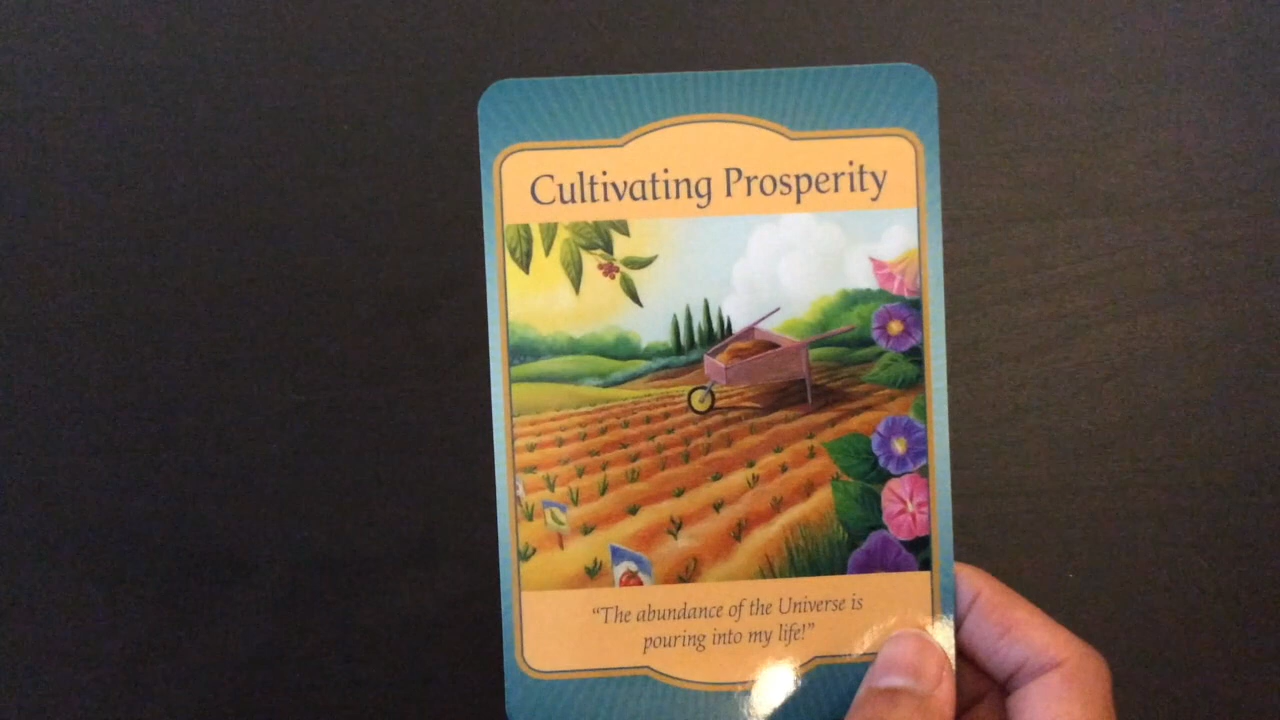 Cultivating Prosperity
“The abundance of the Universe is
pouring into my life!”